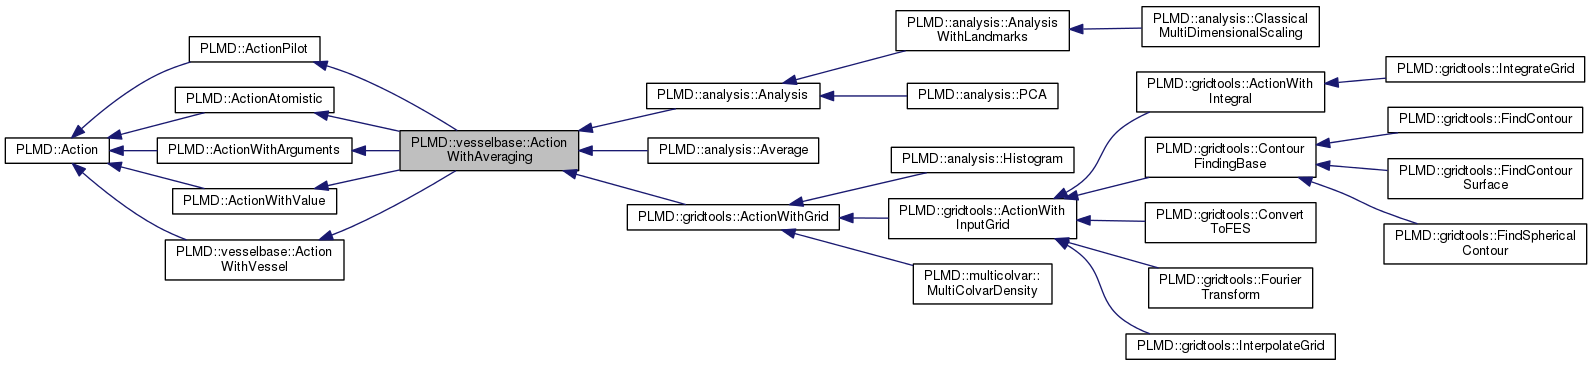 PLMD::Action
PLMD::ActionPilot
PLMD::ActionAtomistic
PLMD::ActionWithArguments
PLMD::ActionWithValue
PLMD::vesselbase::Action
WithVessel
PLMD::vesselbase::Action
WithAveraging
PLMD::analysis::Analysis
PLMD::analysis::Average
PLMD::gridtools::ActionWithGrid
PLMD::analysis::Analysis
WithLandmarks
PLMD::analysis::PCA
PLMD::analysis::Histogram
PLMD::gridtools::ActionWith
InputGrid
PLMD::multicolvar::
MultiColvarDensity
PLMD::analysis::Classical
MultiDimensionalScaling
PLMD::gridtools::ActionWith
Integral
PLMD::gridtools::Contour
FindingBase
PLMD::gridtools::Convert
ToFES
PLMD::gridtools::Fourier
Transform
PLMD::gridtools::InterpolateGrid
PLMD::gridtools::IntegrateGrid
PLMD::gridtools::FindContour
PLMD::gridtools::FindContour
Surface
PLMD::gridtools::FindSpherical
Contour